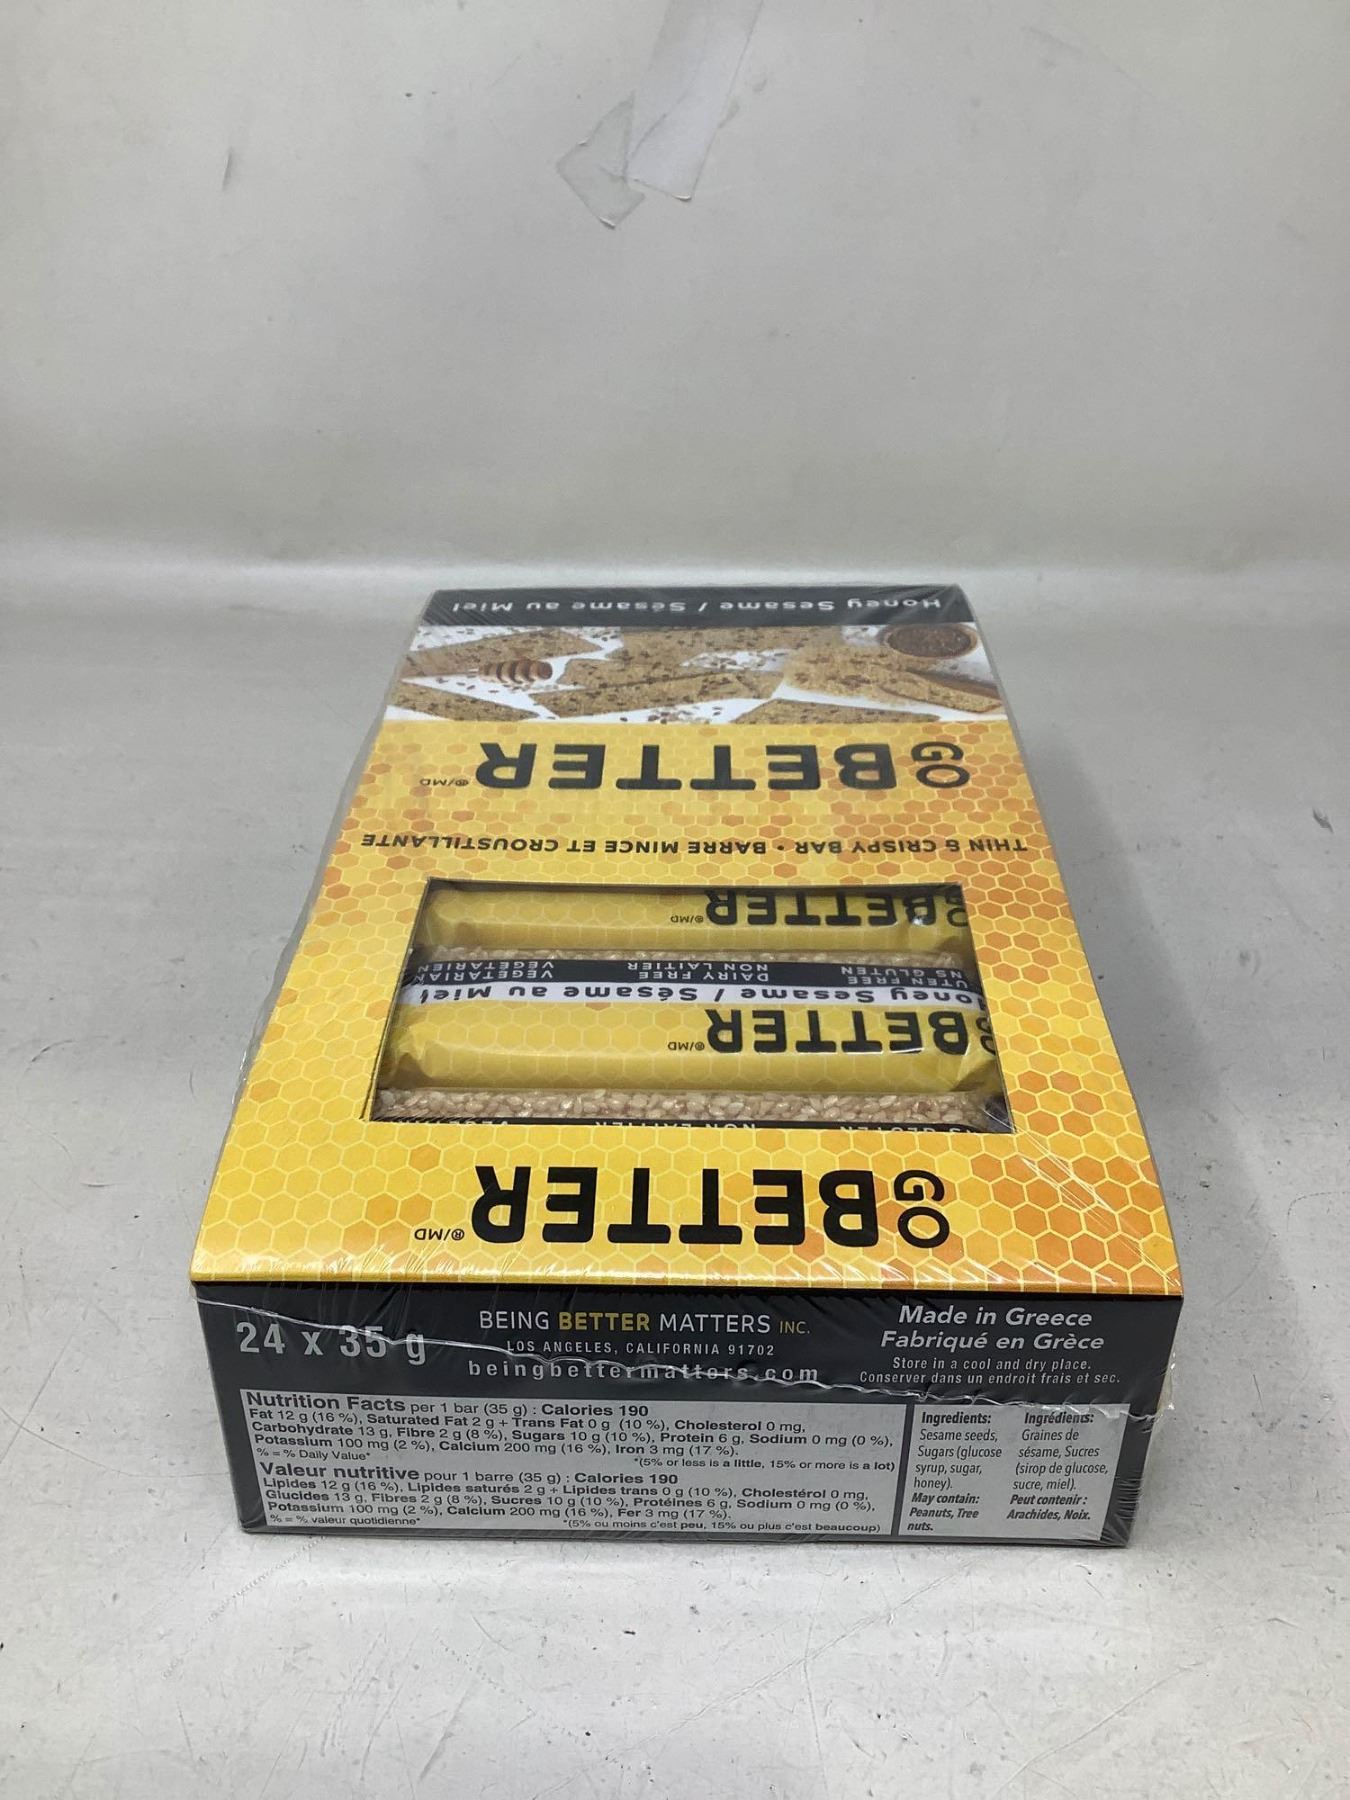 Honey Sesame / Sésame au Miel
GO BETTER ®/MD
THIN & CRISPY BAR • BARRE MINCE ET CROUSTILLANTE
BETTER ®/MD
DAIRY FREE VEGETARIAN
NS GLUTEN NON LAITIER VEGETARIEN
oney Sesame / Sésame au Miel
GO BETTER ®/MD
GO BETTER ®/MD
24 x 35 g
BEING BETTER MATTERS INC.
LOS ANGELES, CALIFORNIA 91702
beingbettermatters.com
Made in Greece
Fabriqué en Grèce
Store in a cool and dry place.
Conserver dans un endroit frais et sec.
Nutrition Facts per 1 bar (35 g) : Calories 190
Fat 12 g (16 %), Saturated Fat 2 g + Trans Fat 0 g (10 %), Cholesterol 0 mg,
Carbohydrate 13 g, Fibre 2 g (8 %), Sugars 10 g (10 %), Protein 6 g, Sodium 0 mg (0 %),
Potassium 100 mg (2 %), Calcium 200 mg (16 %), Iron 3 mg (17 %).
% = % Daily Value* *(5% or less is a little, 15% or more is a lot)
Valeur nutritive pour 1 barre (35 g) : Calories 190
Lipides 12 g (16 %), Lipides saturés 2 g + Lipides trans 0 g (10 %), Cholestérol 0 mg,
Glucides 13 g, Fibres 2 g (8 %), Sucres 10 g (10 %), Protéines 6 g, Sodium 0 mg (0 %),
Potassium 100 mg (2 %), Calcium 200 mg (16 %), Fer 3 mg (17 %).
% = % valeur quotidienne* *(5% ou moins c'est peu, 15% ou plus c'est beaucoup)
Ingredients:
Sesame seeds,
Sugars (glucose
syrup, sugar,
honey).
May contain:
Peanuts, Tree
nuts.
Ingrédients:
Graines de
sésame, Sucres
(sirop de glucose,
sucre, miel).
Peut contenir :
Arachides, Noix.